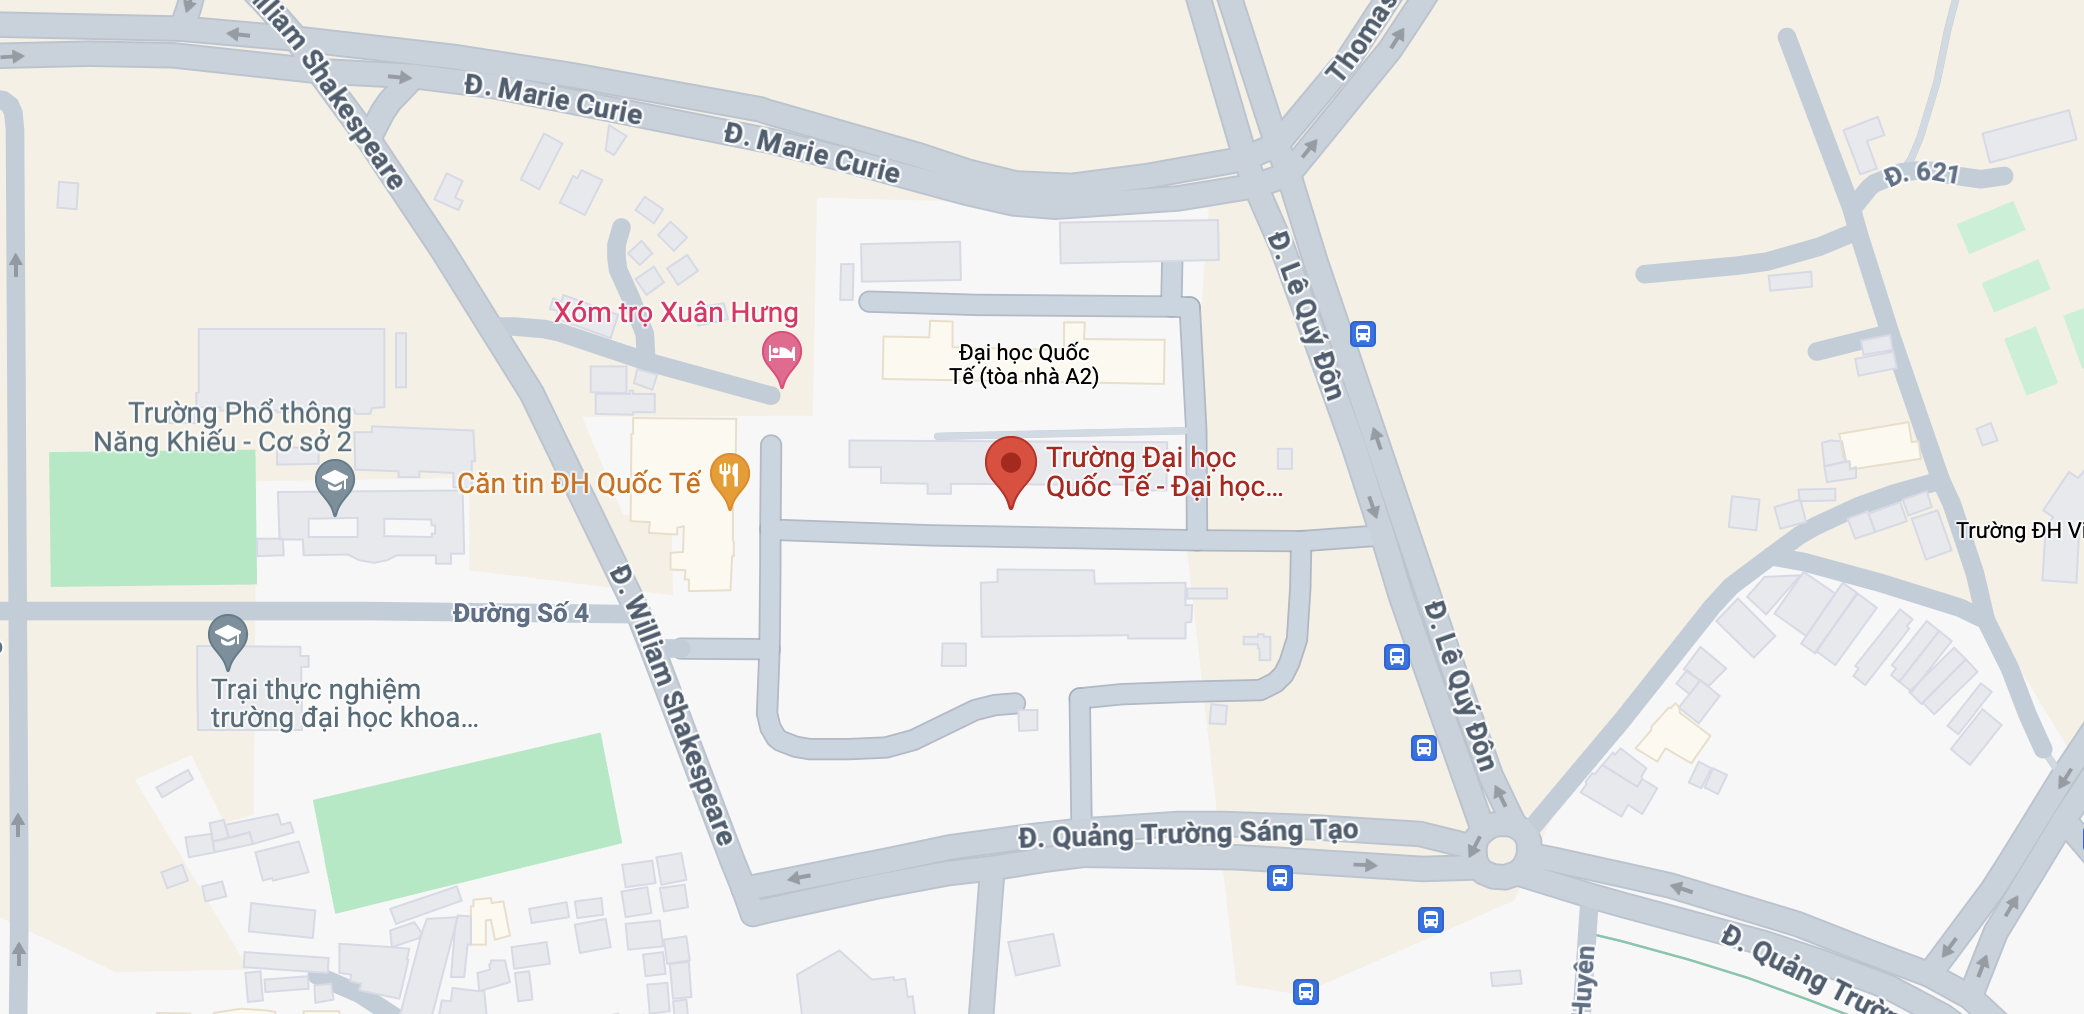 William Shakespeare
Đ. Marie Curie
Đ. Marie Curie
Thomas
Đ. 621
Đ. Lê Quý Đôn
Xóm trọ Xuân Hưng
Đại học Quốc
Tế (tòa nhà A2)
Trường Phổ thông
Năng Khiếu - Cơ sở 2
Căn tin ĐH Quốc Tế
Trường Đại học
Quốc Tế - Đại học...
Trường ĐH Vi
Đường Số 4
Đ. William Shakespeare
Đ. Lê Quý Đôn
Trại thực nghiệm
trường đại học khoa...
Đ. Quảng Trường Sáng Tạo
Đ. Quảng Trườn
Huyên